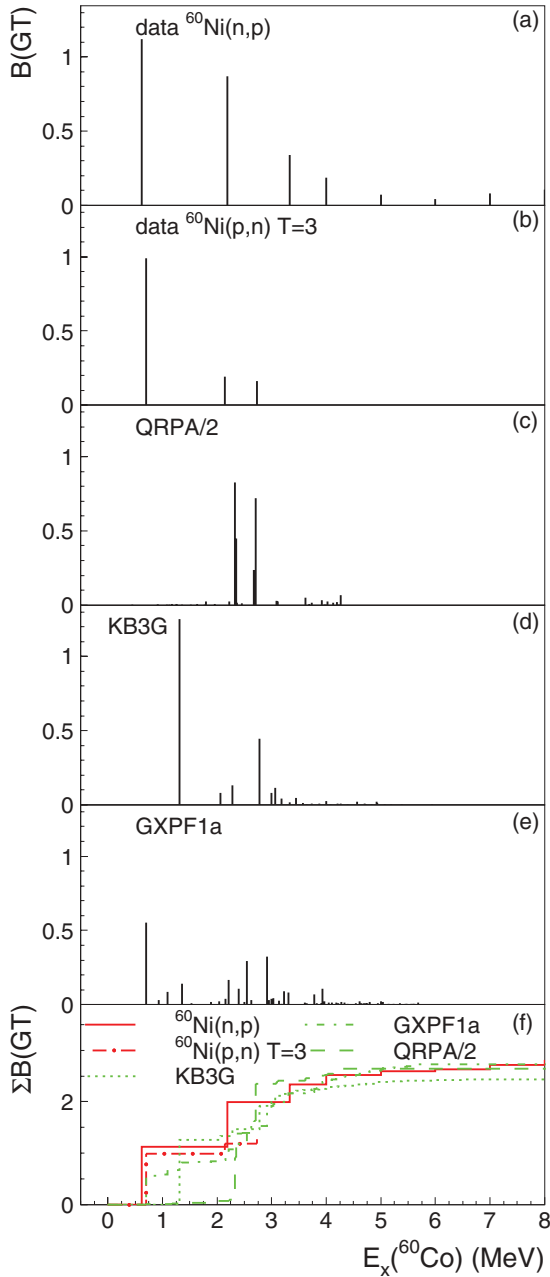 B(GT)
data ⁶⁰Ni(n,p) (a)
1
0.5
0
data ⁶⁰Ni(p,n) T=3 (b)
1
0.5
0
QRPA/2 (c)
1
0.5
0
KB3G (d)
1
0.5
0
GXPF1a (e)
1
0.5
0
ΣB(GT)
(f)
⁶⁰Ni(n,p) GXPF1a
⁶⁰Ni(p,n) T=3 QRPA/2
KB3G
2
0
0 1 2 3 4 5 6 7 8
Eₓ(⁶⁰Co) (MeV)